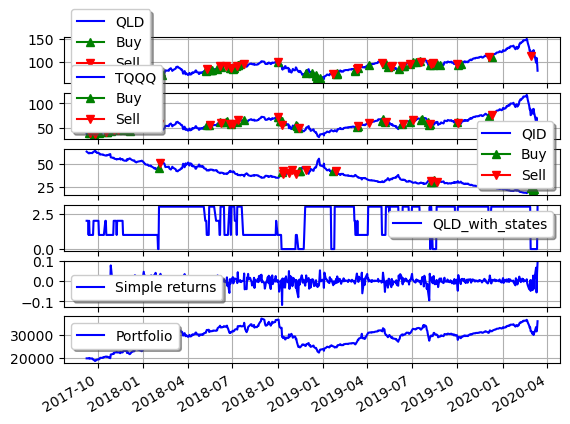 QLD
Buy
Sell
150
100
TQQQ
Buy
Sell
100
50
QID
Buy
Sell
50
25
QLD_with_states
2.5
0.0
Simple returns
0.1
0.0
−0.1
Portfolio
30000
20000
2017-10
2018-01
2018-04
2018-07
2018-10
2019-01
2019-04
2019-07
2019-10
2020-01
2020-04